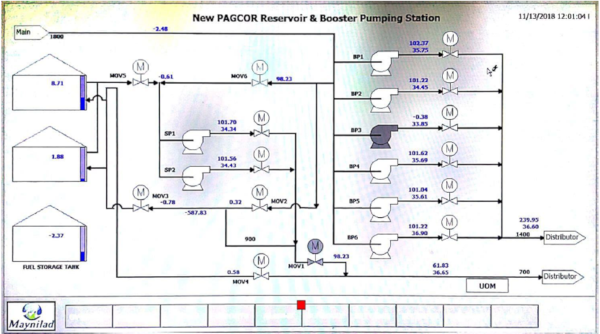 New PAGCOR Reservoir & Booster Pumping Station
11/13/2018 12:01:04
Main
1800
-2.48
MOV5
-0.61
MOV6
98.33
8.71
1.88
-2.37
FUEL STORAGE TANK
SP1
101.70
34.34
SP2
101.56
34.43
MOV3
-0.78
-587.83
0.32
MOV2
900
MOV1
98.23
MOV4
0.58
BP1
102.37
35.75
BP2
101.22
34.45
BP3
-0.38
33.85
BP4
101.62
35.69
BP5
101.04
35.61
BP6
101.22
36.90
239.95
36.60
1400
Distributor
61.83
36.65
700
Distributor
UOM
Maynilad
M
M
M
M
M
M
M
M
M
M
M
M
M
M